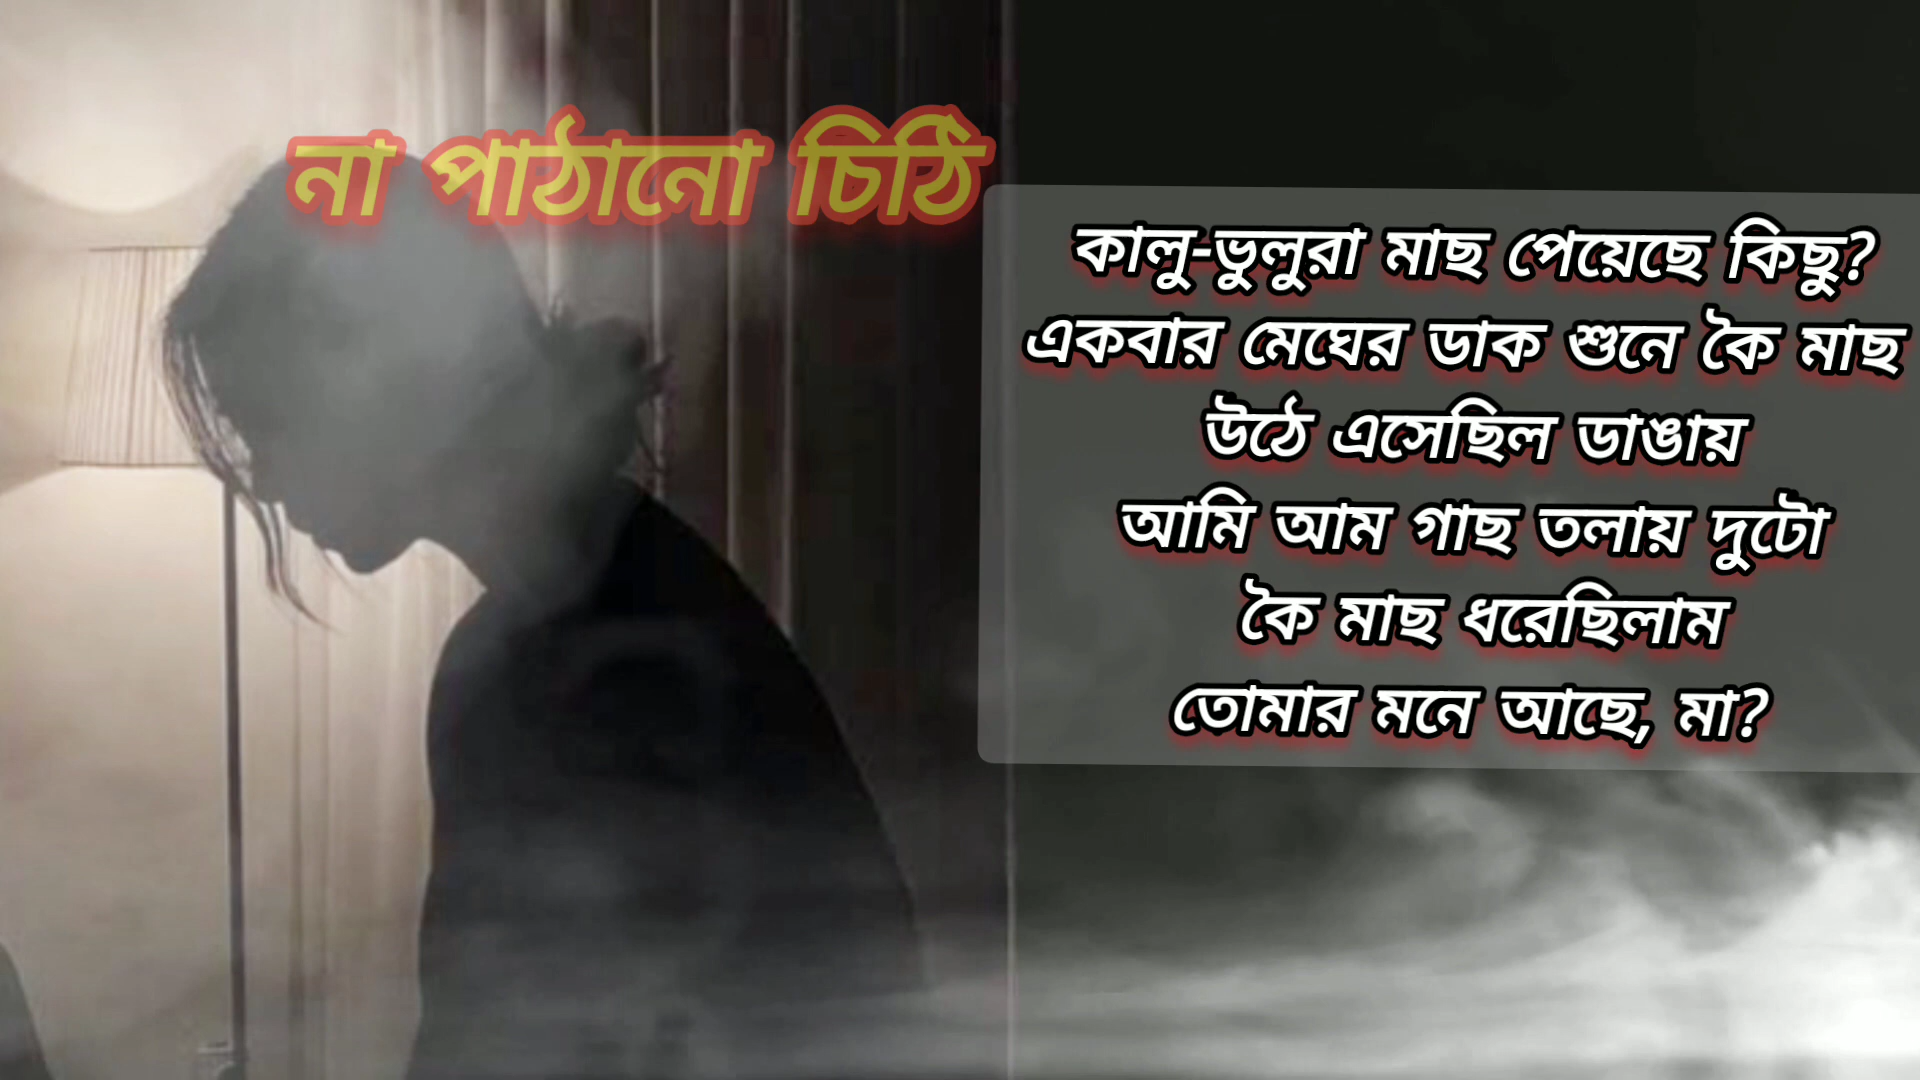 না পাঠানো চিঠি
কালু-ভুলুরা মাছ পেয়েছে কিছু?
একবার মেঘের ডাক শুনে কৈ মাছ
উঠে এসেছিল ডাঙায়
আমি আম গাছ তলায় দুটো
কৈ মাছ ধরেছিলাম
তোমার মনে আছে, মা?